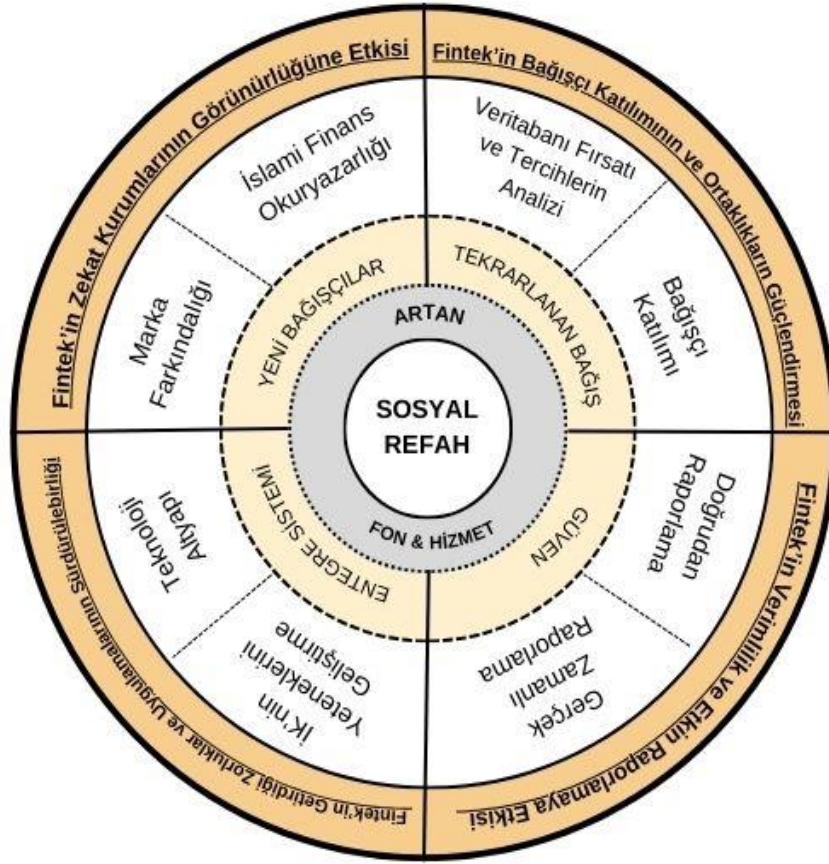 Fintek'in Zekat Kurumlarının Görünürlüğüne Etkisi
Fintek'in Bağışçı Katılımının ve Ortaklıkların Güçlendirmesi
İslami Finans
Okuryazarlığı
Marka
Farkındalığı
Veritabanı Fırsatı
ve Tercihlerin
Analizi
Bağışçı
Katılımı
YENİ BAĞIŞÇILAR
TEKRARLANAN BAĞIŞ
ARTAN
SOSYAL
REFAH
FON & HİZMET
ENTEGRE SİSTEMİ
GÜVEN
Teknoloji
Altyapı
İK'nin
Yeteneklerini
Geliştirme
Doğrudan
Raporlama
Gerçek
Zamanlı
Raporlama
Fintek'in Getirdiği Zorluklar ve Uygulamalarının Sürdürülebirliği
Fintek'in Verimlilik ve Etkin Raporlamaya Etkisi